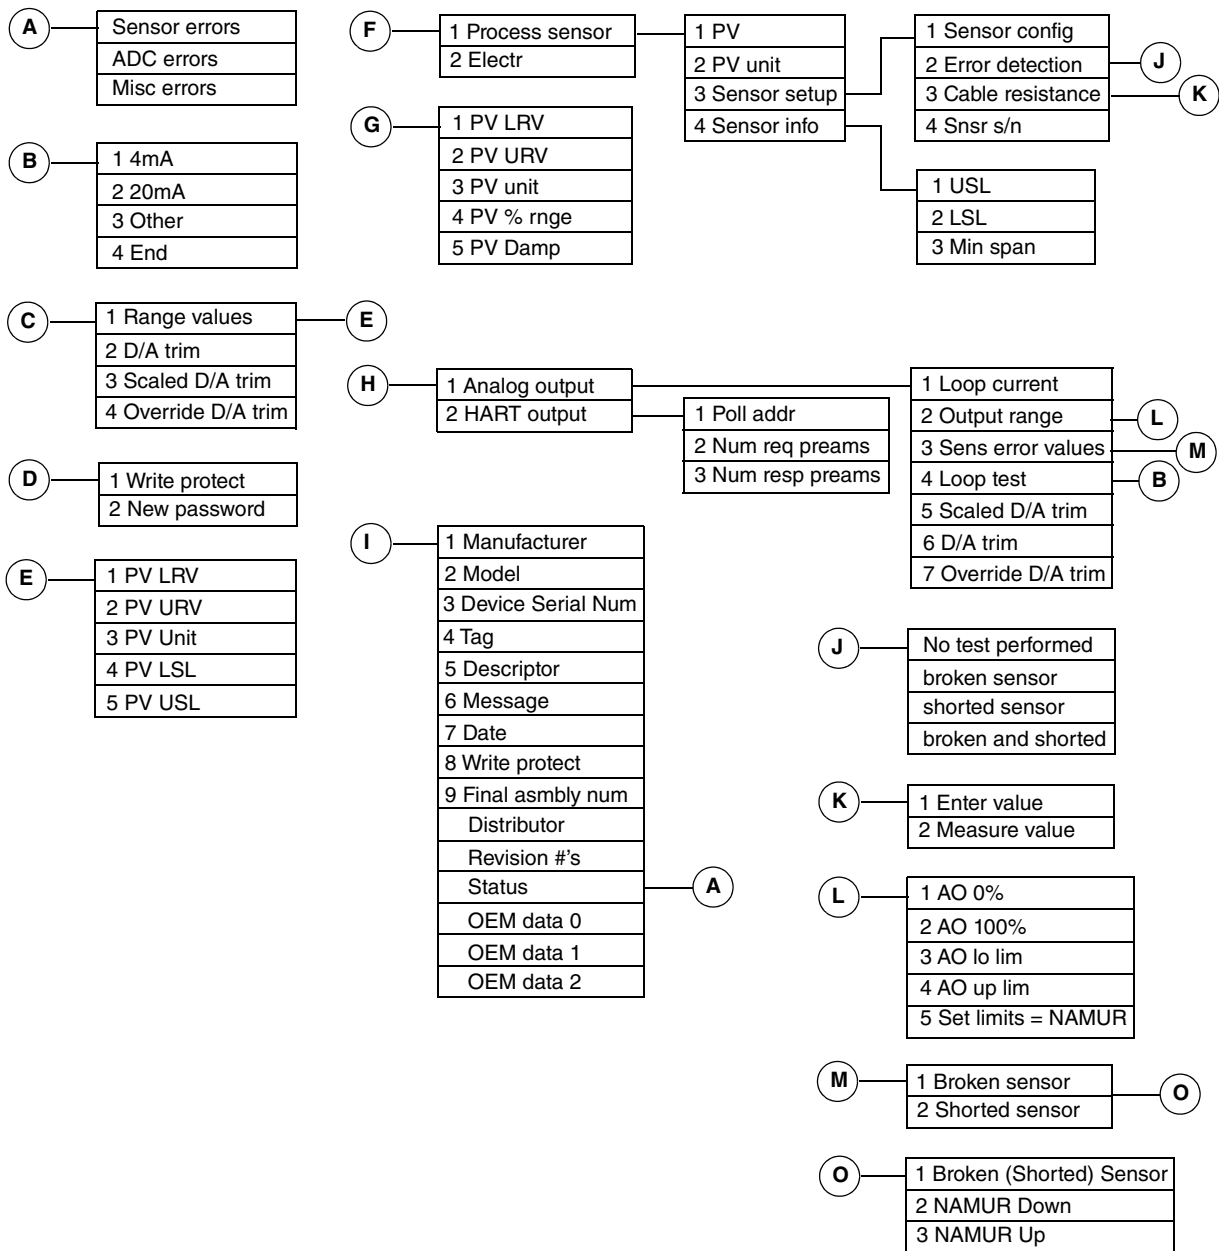 A
Sensor errors
ADC errors
Misc errors
B
1 4mA
2 20mA
3 Other
4 End
C
1 Range values
2 D/A trim
3 Scaled D/A trim
4 Override D/A trim
E
D
1 Write protect
2 New password
E
1 PV LRV
2 PV URV
3 PV Unit
4 PV LSL
5 PV USL
F
1 Process sensor
2 Electr
1 PV
2 PV unit
3 Sensor setup
4 Sensor info
1 Sensor config
2 Error detection
3 Cable resistance
4 Snsr s/n
J
K
1 USL
2 LSL
3 Min span
G
1 PV LRV
2 PV URV
3 PV unit
4 PV % rnge
5 PV Damp
H
1 Analog output
2 HART output
1 Poll addr
2 Num req preams
3 Num resp preams
1 Loop current
2 Output range
3 Sens error values
4 Loop test
5 Scaled D/A trim
6 D/A trim
7 Override D/A trim
L
M
B
I
1 Manufacturer
2 Model
3 Device Serial Num
4 Tag
5 Descriptor
6 Message
7 Date
8 Write protect
9 Final asmbly num
Distributor
Revision #'s
Status
OEM data 0
OEM data 1
OEM data 2
A
J
No test performed
broken sensor
shorted sensor
broken and shorted
K
1 Enter value
2 Measure value
L
1 AO 0%
2 AO 100%
3 AO lo lim
4 AO up lim
5 Set limits = NAMUR
M
1 Broken sensor
2 Shorted sensor
O
O
1 Broken (Shorted) Sensor
2 NAMUR Down
3 NAMUR Up